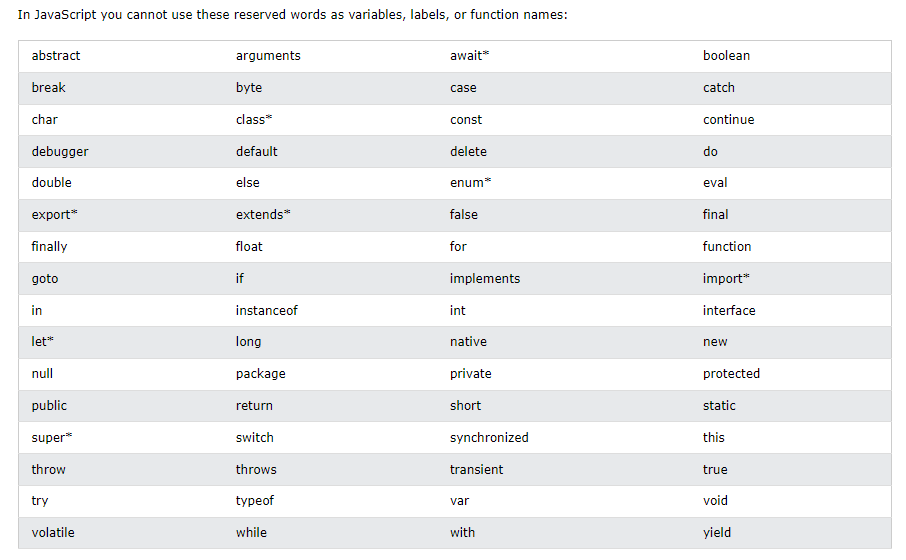 In JavaScript you cannot use these reserved words as variables, labels, or function names:
abstract arguments await* boolean
break byte case catch
char class* const continue
debugger default delete do
double else enum* eval
export* extends* false final
finally float for function
goto if implements import*
in instanceof int interface
let* long native new
null package private protected
public return short static
super* switch synchronized this
throw throws transient true
try typeof var void
volatile while with yield